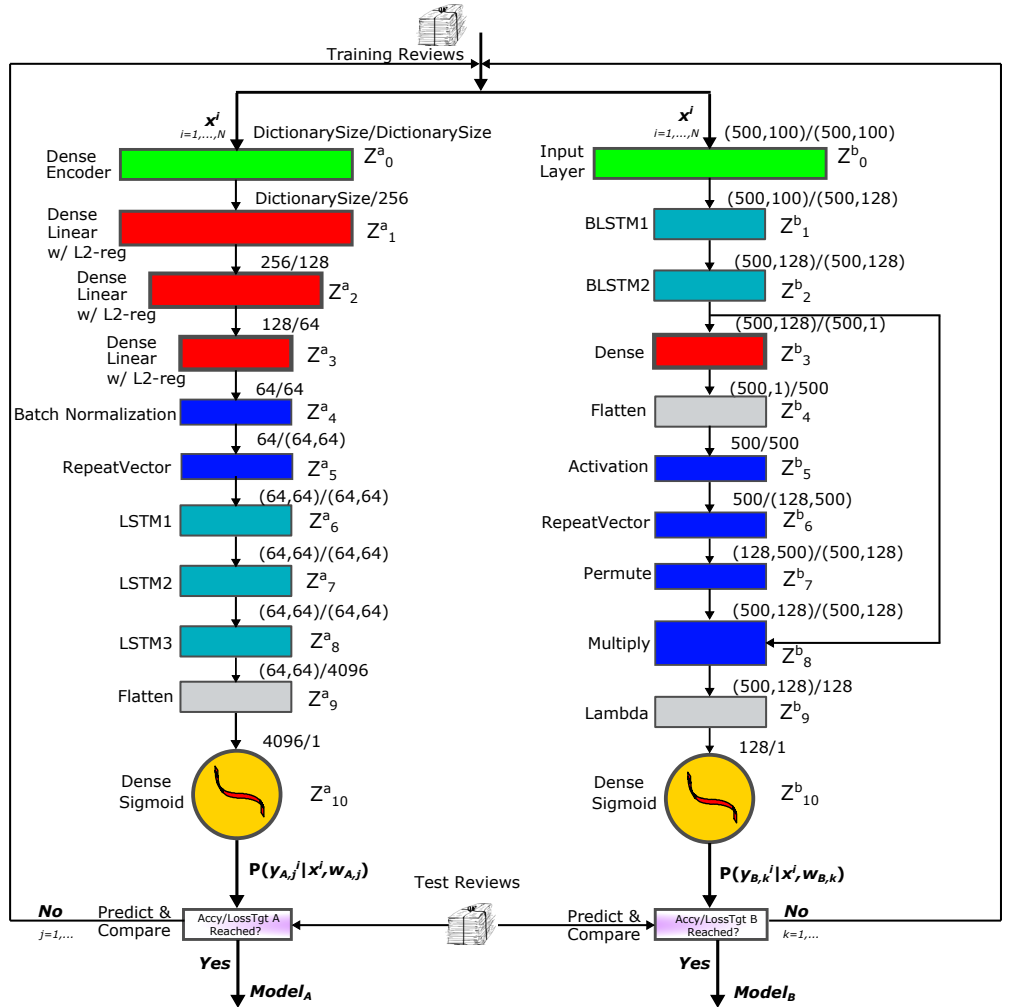 Training Reviews
x^i
i=1,...,N
DictionarySize/DictionarySize
Dense
Encoder
Z^a_0
DictionarySize/256
Dense
Linear
w/ L2-reg
Z^a_1
256/128
Dense
Linear
w/ L2-reg
Z^a_2
128/64
Dense
Linear
w/ L2-reg
Z^a_3
64/64
Batch Normalization
Z^a_4
64/(64,64)
RepeatVector
Z^a_5
(64,64)/(64,64)
LSTM1
Z^a_6
(64,64)/(64,64)
LSTM2
Z^a_7
(64,64)/(64,64)
LSTM3
Z^a_8
(64,64)/4096
Flatten
Z^a_9
4096/1
Dense
Sigmoid
Z^a_10
P(y_A,j^i|x^i,w_A,j)
No
j=1,...
Predict &
Compare
Accy/LossTgt A
Reached?
Yes
Model_A
Test Reviews
x^i
i=1,...,N
(500,100)/(500,100)
Input
Layer
Z^b_0
(500,100)/(500,128)
BLSTM1
Z^b_1
(500,128)/(500,128)
BLSTM2
Z^b_2
(500,128)/(500,1)
Dense
Z^b_3
(500,1)/500
Flatten
Z^b_4
500/500
Activation
Z^b_5
500/(128,500)
RepeatVector
Z^b_6
(128,500)/(500,128)
Permute
Z^b_7
(500,128)/(500,128)
Multiply
Z^b_8
(500,128)/128
Lambda
Z^b_9
128/1
Dense
Sigmoid
Z^b_10
P(y_B,k^i|x^i,w_B,k)
Predict &
Compare
Accy/LossTgt B
Reached?
No
k=1,...
Yes
Model_B